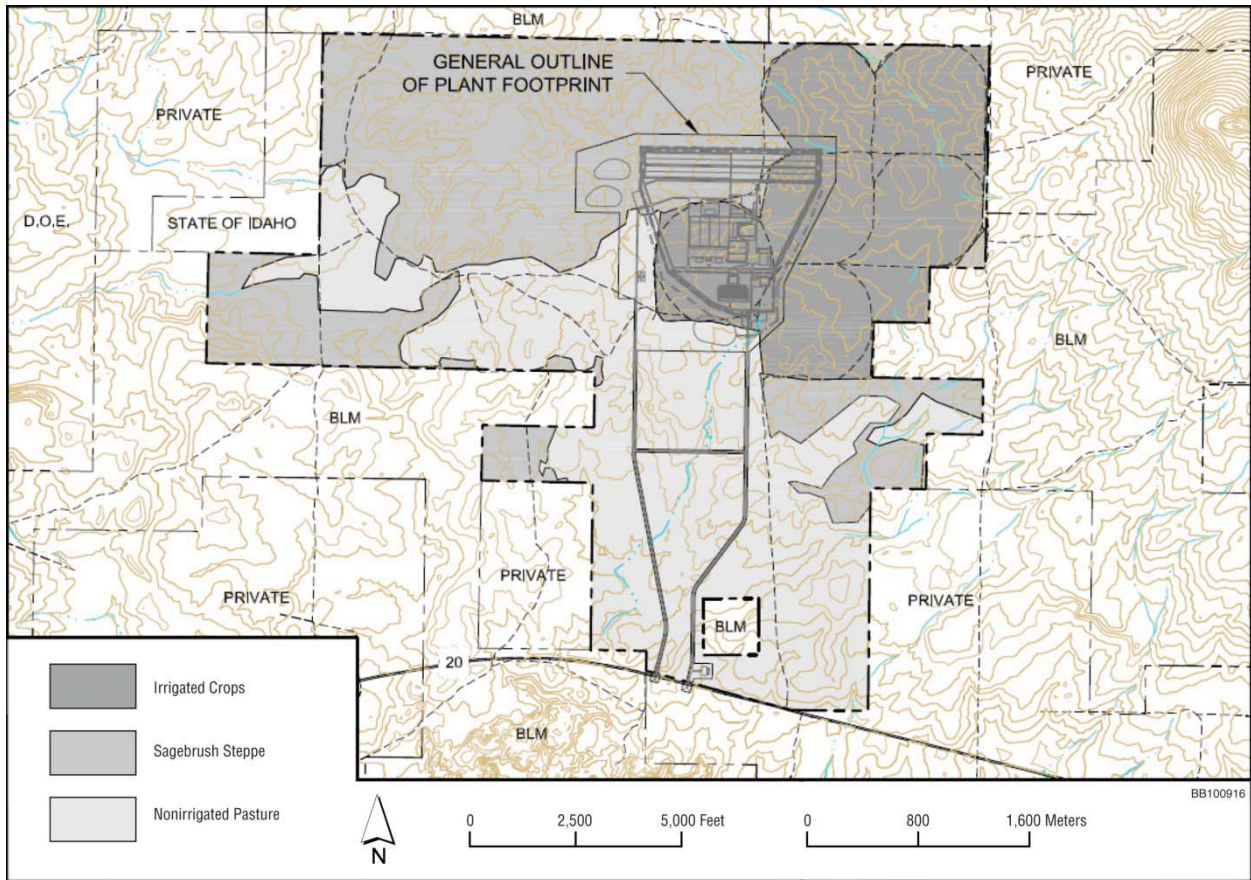 BLM
GENERAL OUTLINE
OF PLANT FOOTPRINT
PRIVATE
PRIVATE
D.O.E.
STATE OF IDAHO
BLM
BLM
PRIVATE
PRIVATE
PRIVATE
BLM
20
BLM
Irrigated Crops
Sagebrush Steppe
Nonirrigated Pasture
N
0 2,500 5,000 Feet
0 800 1,600 Meters
BB100916